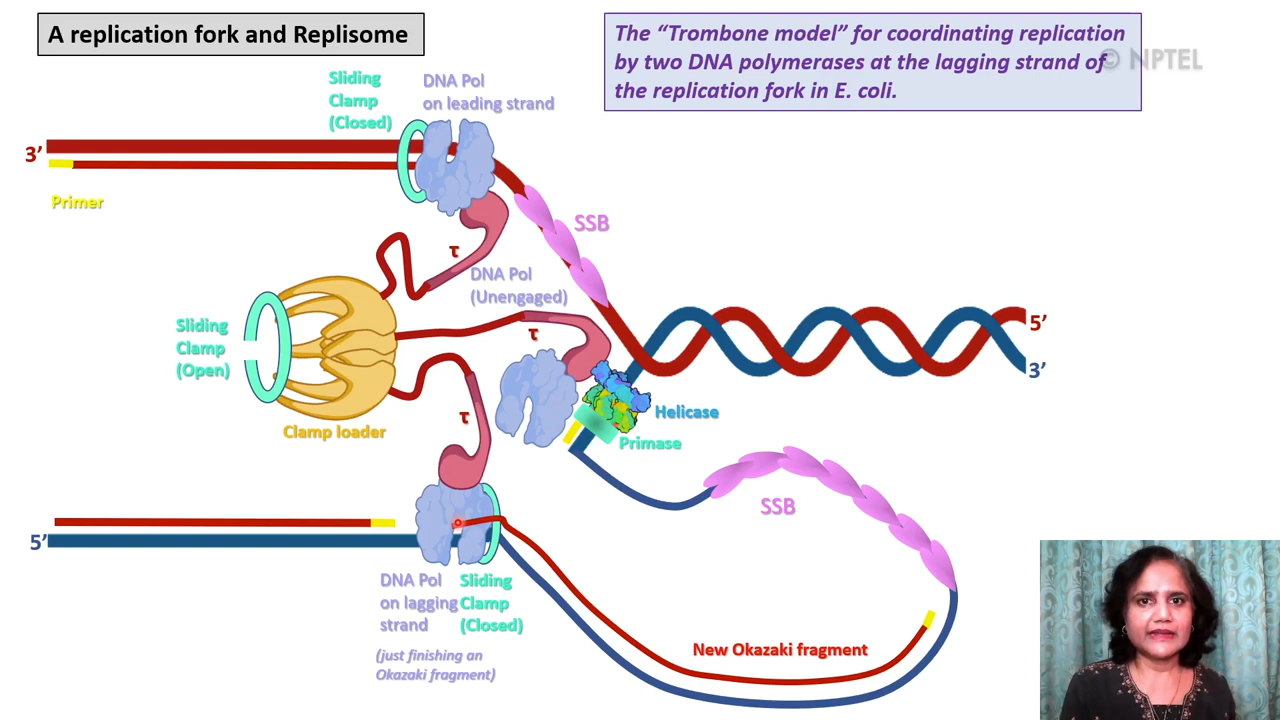 A replication fork and Replisome
The “Trombone model” for coordinating replication
by two DNA polymerases at the lagging strand of
the replication fork in E. coli.
© NPTEL
Sliding
Clamp
(Closed)
DNA Pol
on leading strand
3’
Primer
SSB
τ
DNA Pol
(Unengaged)
τ
Sliding
Clamp
(Open)
5’
3’
Clamp loader
τ
Helicase
Primase
SSB
5’
DNA Pol
on lagging
strand
Sliding
Clamp
(Closed)
(just finishing an
Okazaki fragment)
New Okazaki fragment